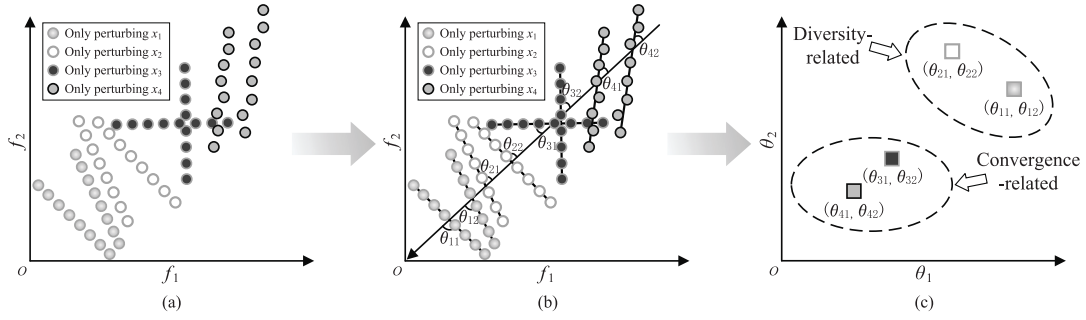 f₂
Only perturbing x₁
Only perturbing x₂
Only perturbing x₃
Only perturbing x₄
O
f₁
(a)
f₂
Only perturbing x₁
Only perturbing x₂
Only perturbing x₃
Only perturbing x₄
θ₄₂
θ₄₁
θ₃₂
θ₃₁
θ₂₂
θ₂₁
θ₁₂
θ₁₁
O
f₁
(b)
θ₂
Diversity-
related
(θ₂₁, θ₂₂)
(θ₁₁, θ₁₂)
Convergence
-related
(θ₃₁, θ₃₂)
(θ₄₁, θ₄₂)
O
θ₁
(c)